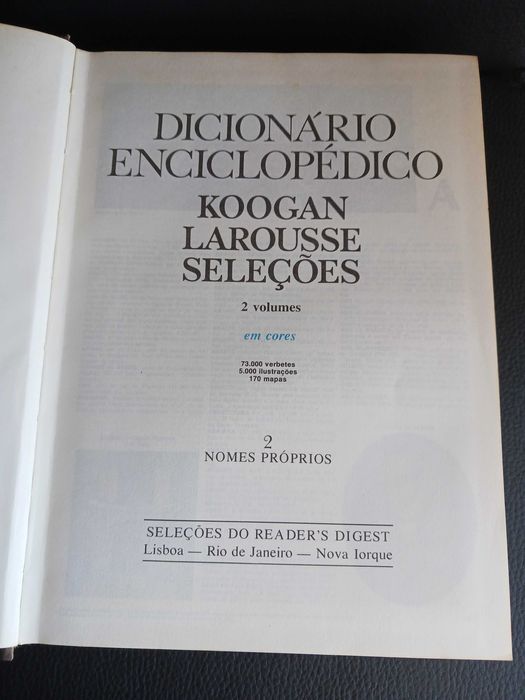 DICIONÁRIO
ENCICLOPÉDICO
KOOGAN
LAROUSSE
SELEÇÕES
2 volumes
em cores
73.000 verbetes
5.000 ilustrações
170 mapas
2
NOMES PRÓPRIOS
SELEÇÕES DO READER'S DIGEST
Lisboa — Rio de Janeiro — Nova Iorque